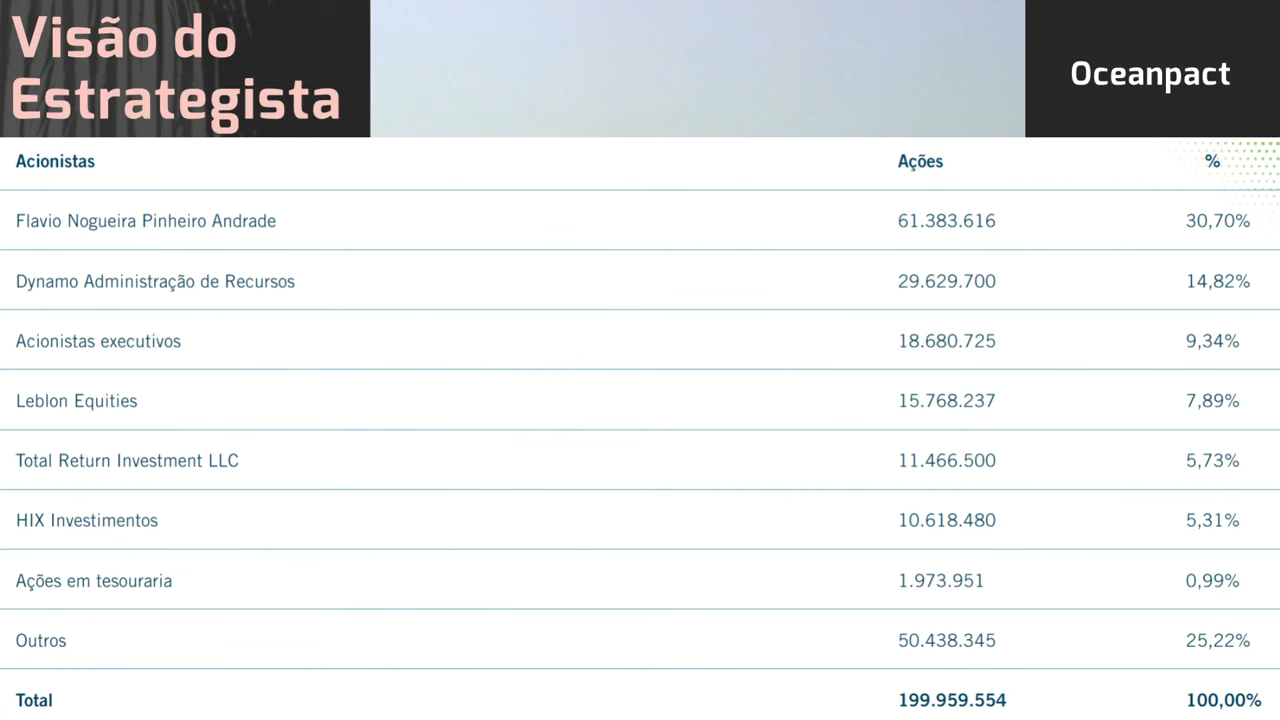 Visão do
Estrategista
Oceanpact
Acionistas Ações %
Flavio Nogueira Pinheiro Andrade 61.383.616 30,70%
Dynamo Administração de Recursos 29.629.700 14,82%
Acionistas executivos 18.680.725 9,34%
Leblon Equities 15.768.237 7,89%
Total Return Investment LLC 11.466.500 5,73%
HIX Investimentos 10.618.480 5,31%
Ações em tesouraria 1.973.951 0,99%
Outros 50.438.345 25,22%
Total 199.959.554 100,00%